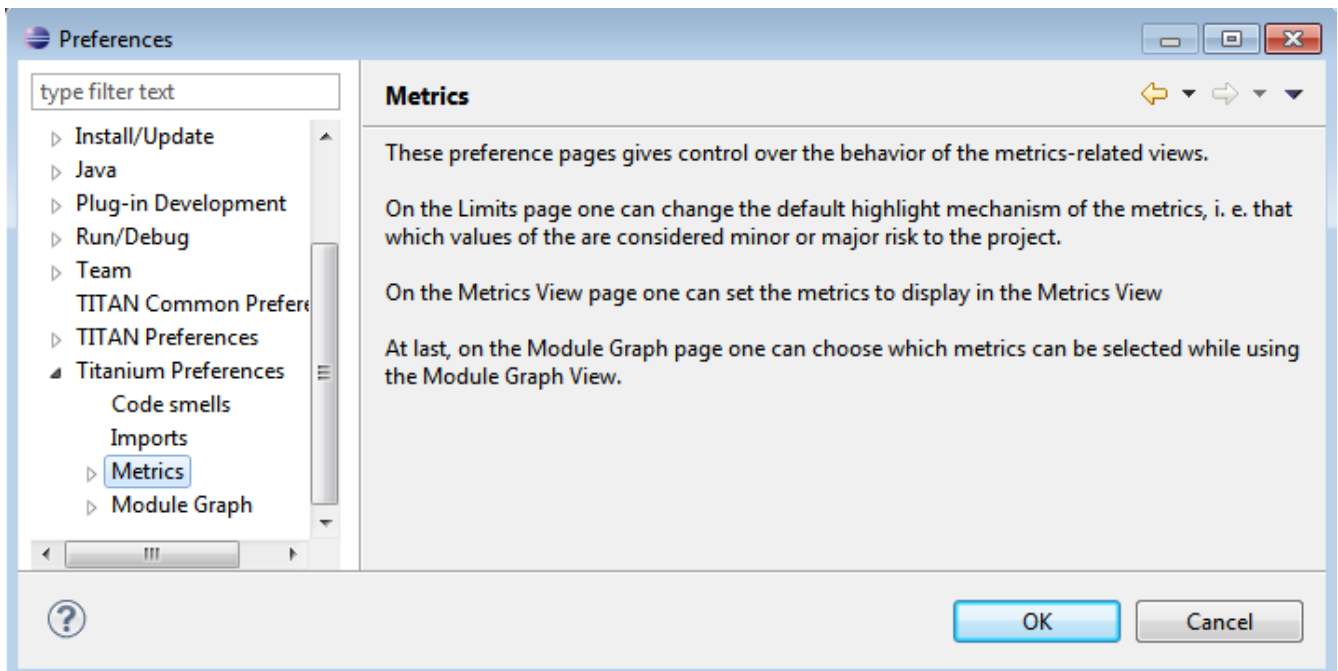 Preferences
type filter text
Install/Update
Java
Plug-in Development
Run/Debug
Team
TITAN Common Prefere
TITAN Preferences
Titanium Preferences
Code smells
Imports
Metrics
Module Graph
Metrics
These preference pages gives control over the behavior of the metrics-related views.
On the Limits page one can change the default highlight mechanism of the metrics, i. e. that
which values of the are considered minor or major risk to the project.
On the Metrics View page one can set the metrics to display in the Metrics View
At last, on the Module Graph page one can choose which metrics can be selected while using
the Module Graph View.
OK
Cancel